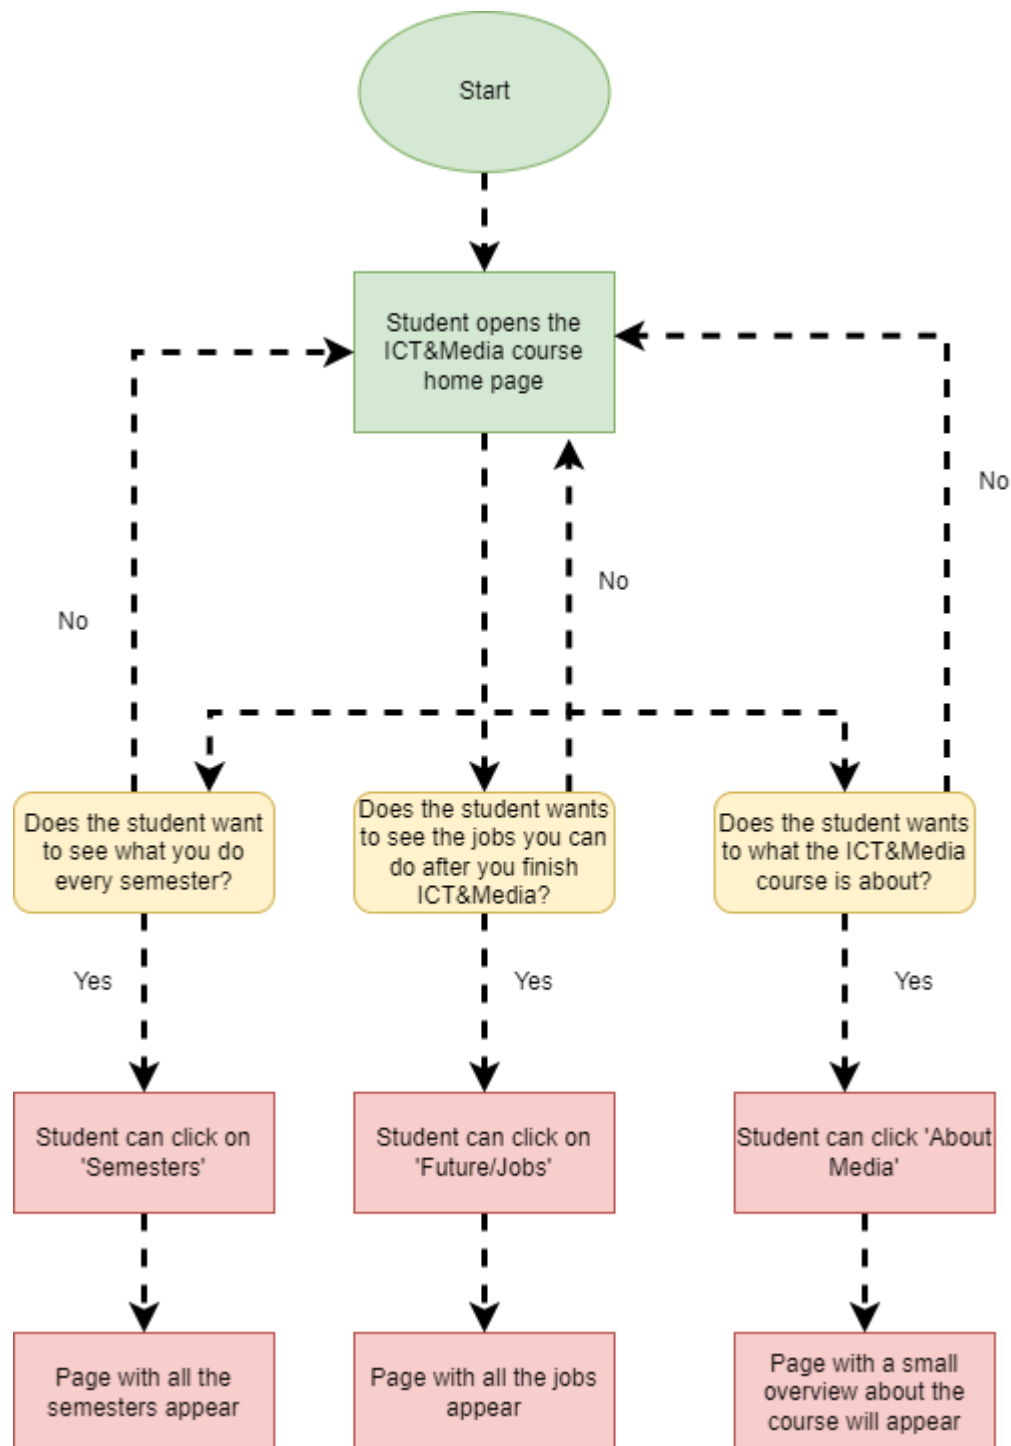 Start
Student opens the
ICT&Media course
home page
No
No
No
Does the student want
to see what you do
every semester?
Does the student wants
to see the jobs you can
do after you finish
ICT&Media?
Does the student wants
to what the ICT&Media
course is about?
Yes
Yes
Yes
Student can click on
'Semesters'
Student can click on
'Future/Jobs'
Student can click 'About
Media'
Page with all the
semesters appear
Page with all the jobs
appear
Page with a small
overview about the
course will appear